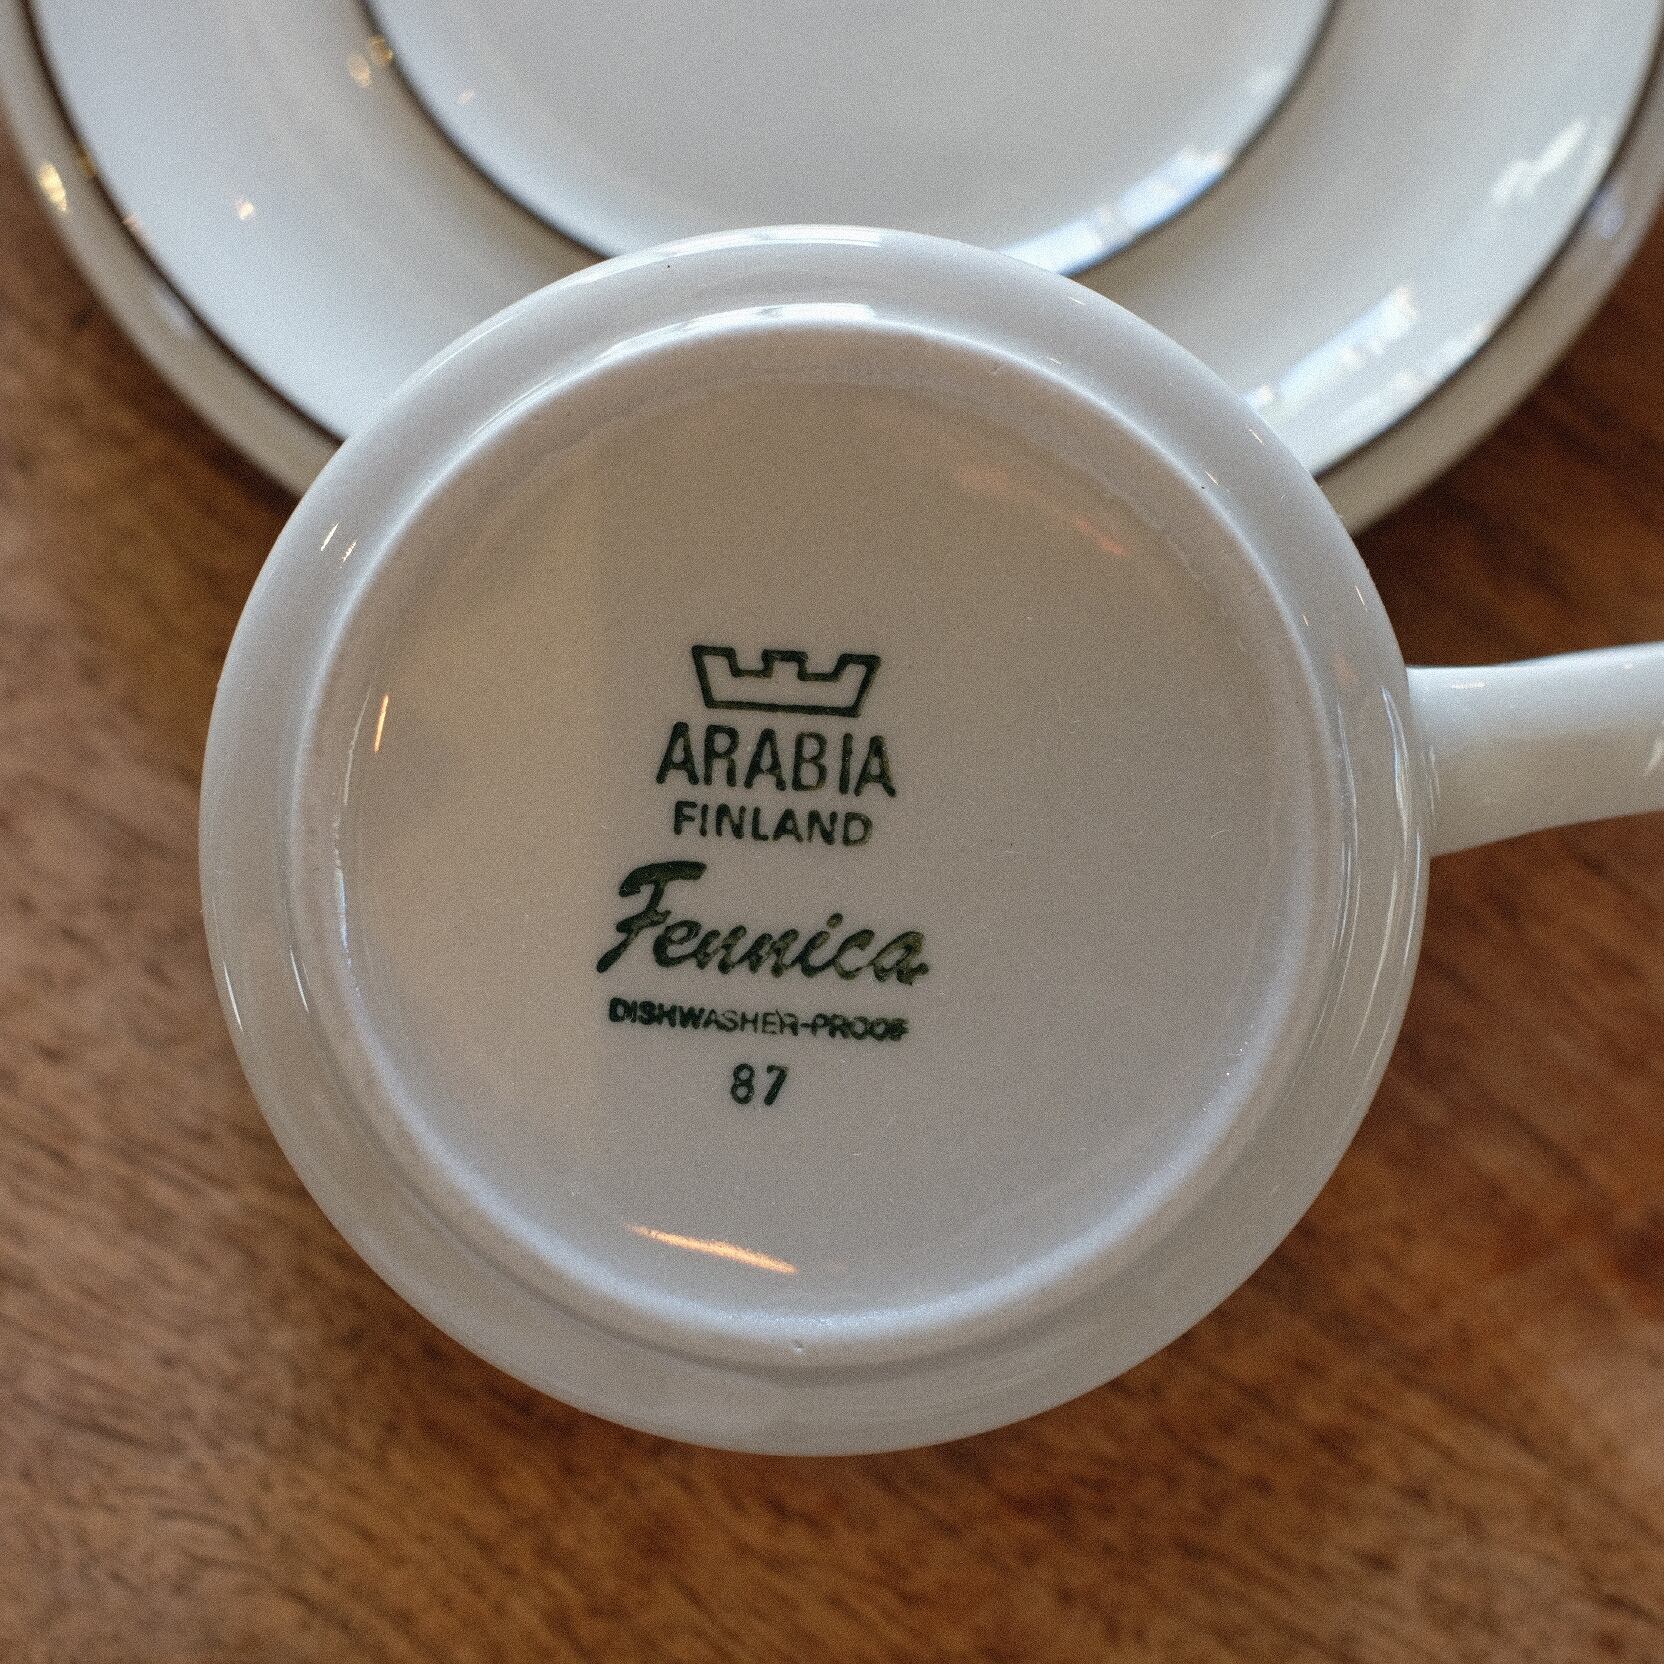 ARABIA
FINLAND
Fennica
DISHWASHER-PROOF
87